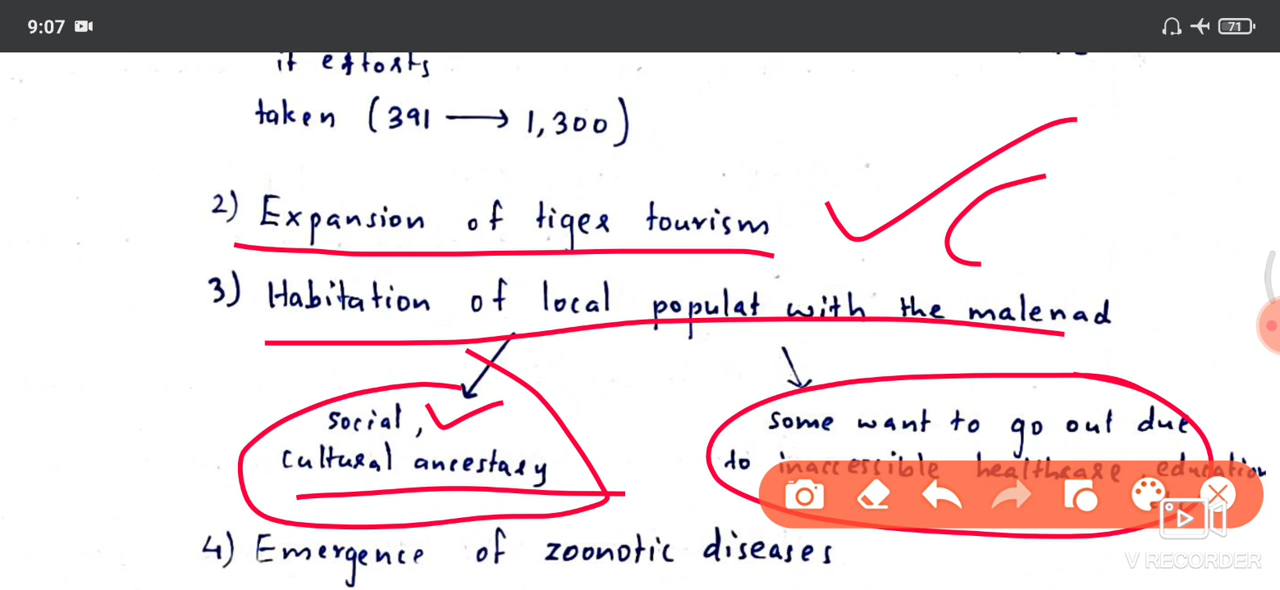 9:07
71
it efforts
taken (391 → 1,300)
2) Expansion of tiger tourism
3) Habitation of local populat with the malenad
social,
cultural ancestary
some want to go out due
to inaccessible healthcare, education
4) Emergence of zoonotic diseases
V RECORDER